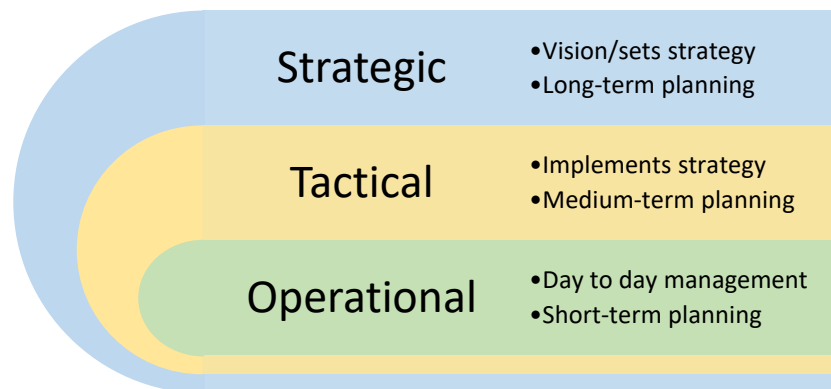 Strategic
•Vision/sets strategy
•Long-term planning
Tactical
•Implements strategy
•Medium-term planning
Operational
•Day to day management
•Short-term planning